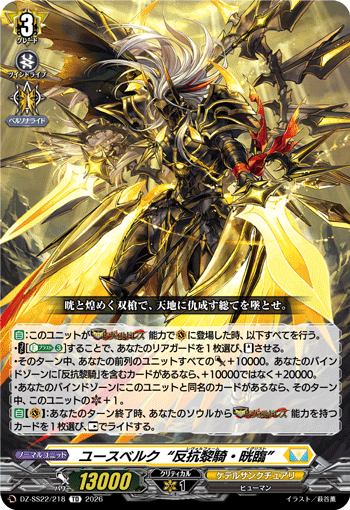 3
グレード
ツインドライブ
ペルソナライド
晄と煌めく双槍で、天地に仇成す総てを墜とせ。
自:このユニットが 能力でⓋに登場した時、以下すべてを行う。
することで、あなたのリアガードを1枚選び、Ⓢさせる。
・そのターン中、あなたの前列のユニットすべての +10000。あなたのバイン
ドゾーンに「反抗黎騎」を含むカードがあるなら、+10000ではなく+20000。
・あなたのバインドゾーンにこのユニットと同名のカードがあるなら、そのターン
中、このユニットの +1。
自【Ⓥ】:あなたのターン終了時、あなたのソウルから 能力を持つ
カードを1枚選び、Ⓥ にライドする。
ノーマルユニット
ユースベルク “反抗黎騎・晄臨”
パワー 13000
クリティカル
1
ケテルサンクチュアリ
ヒューマン
DZ-SS22/218 TD 2026
イラスト/萩谷薫